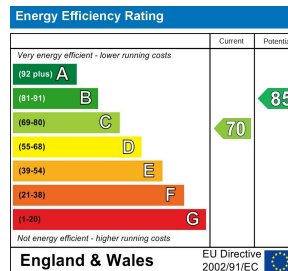 Energy Efficiency Rating
Current
Very energy efficient - lower running costs
(92 plus) A
(81-91) B
85
(69-80) C
70
(55-68) D
(39-54) E
(21-38) F
(1-20) G
Not energy efficient - higher running costs
England & Wales
EU Directive
2002/91/EC